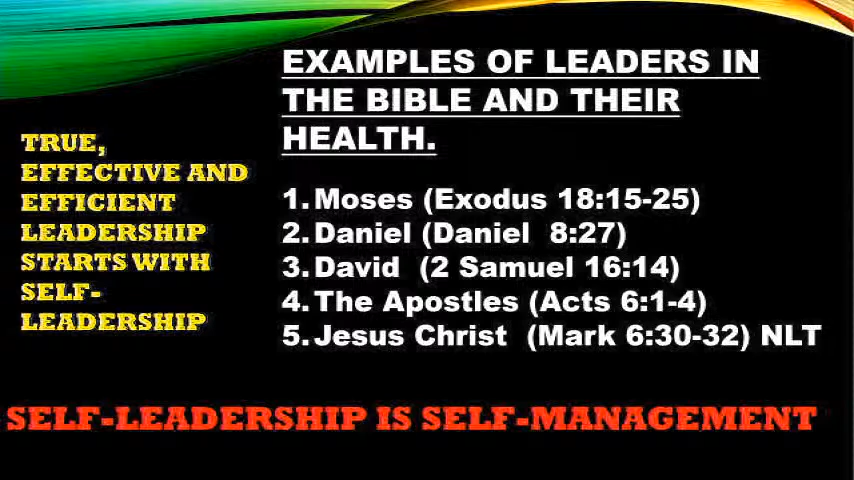 EXAMPLES OF LEADERS IN
THE BIBLE AND THEIR
HEALTH.
TRUE,
EFFECTIVE AND
EFFICIENT
LEADERSHIP
STARTS WITH
SELF-
LEADERSHIP
1. Moses (Exodus 18:15-25)
2. Daniel (Daniel 8:27)
3. David (2 Samuel 16:14)
4. The Apostles (Acts 6:1-4)
5. Jesus Christ (Mark 6:30-32) NLT
SELF-LEADERSHIP IS SELF-MANAGEMENT